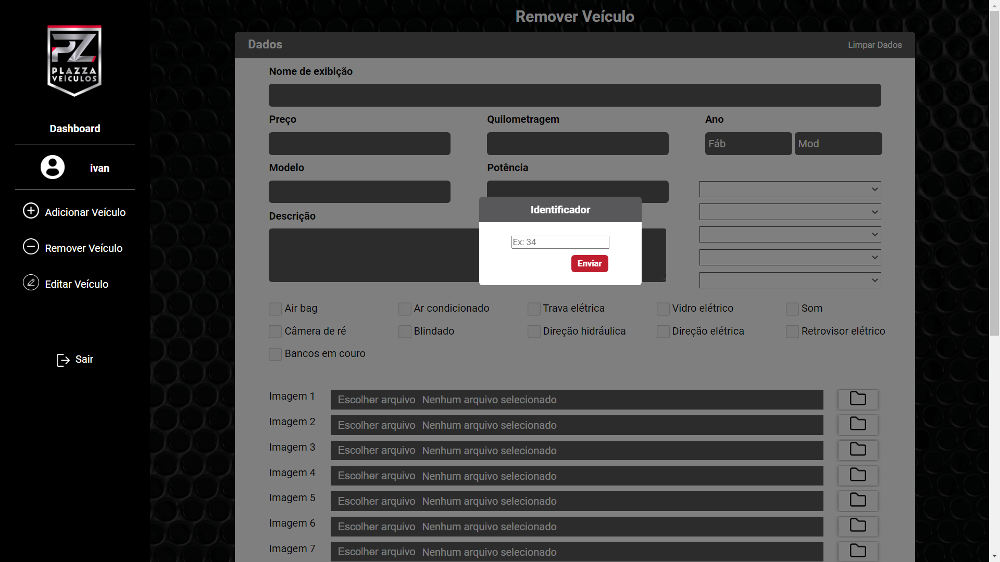 PZ
PLAZZA
VEÍCULOS
Dashboard
ivan
Adicionar Veículo
Remover Veículo
Editar Veículo
Sair
Remover Veículo
Dados
Limpar Dados
Nome de exibição
Preço
Quilometragem
Ano
Fáb
Mod
Modelo
Potência
Descrição
Identificador
Ex: 34
Enviar
Air bag
Ar condicionado
Trava elétrica
Vidro elétrico
Som
Câmera de ré
Blindado
Direção hidráulica
Direção elétrica
Retrovisor elétrico
Bancos em couro
Imagem 1
Escolher arquivo Nenhum arquivo selecionado
Imagem 2
Escolher arquivo Nenhum arquivo selecionado
Imagem 3
Escolher arquivo Nenhum arquivo selecionado
Imagem 4
Escolher arquivo Nenhum arquivo selecionado
Imagem 5
Escolher arquivo Nenhum arquivo selecionado
Imagem 6
Escolher arquivo Nenhum arquivo selecionado
Imagem 7
Escolher arquivo Nenhum arquivo selecionado